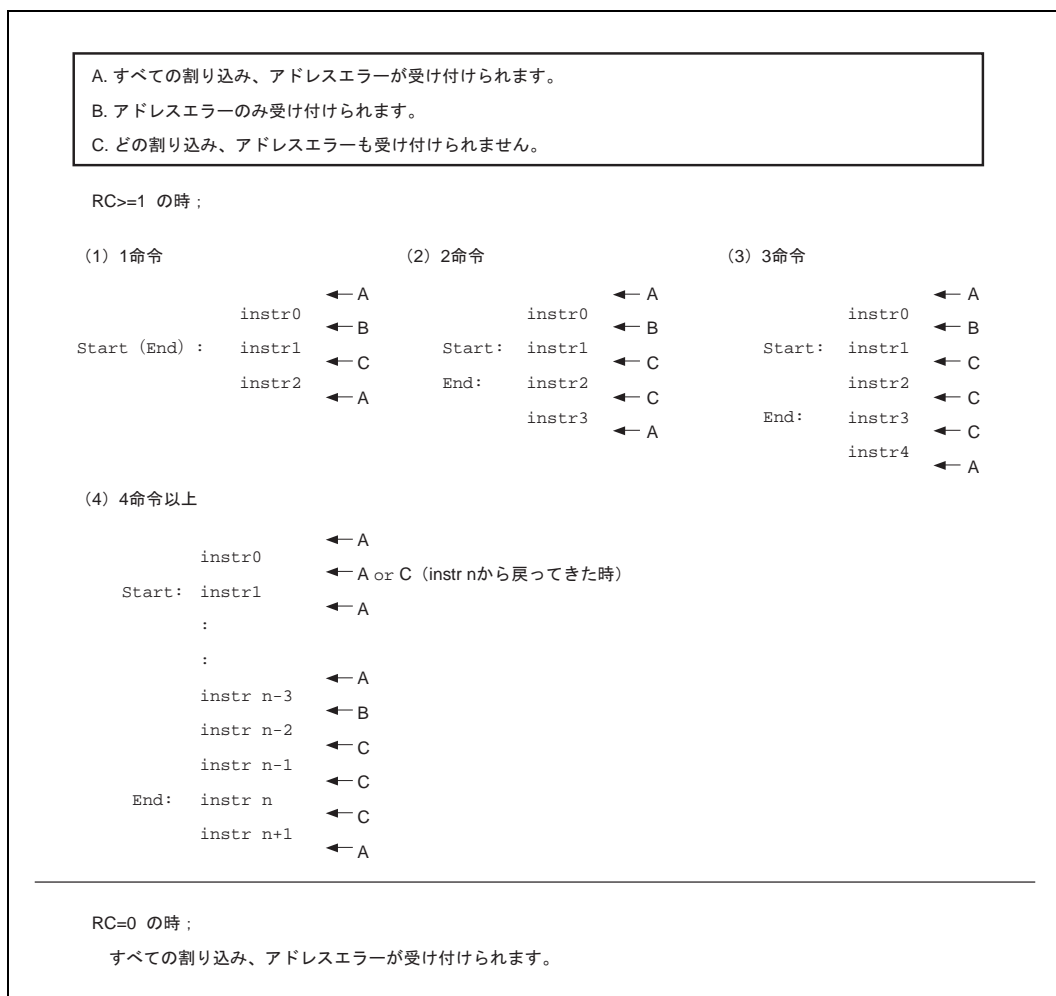 A. すべての割り込み、アドレスエラーが受け付けられます。
B. アドレスエラーのみ受け付けられます。
C. どの割り込み、アドレスエラーも受け付けられません。
RC>=1 の時；
（1）1命令
A
instr0
B
Start（End）: instr1
C
instr2
A
（2）2命令
A
instr0
B
Start: instr1
C
End: instr2
C
instr3
A
（3）3命令
A
instr0
B
Start: instr1
C
instr2
C
End: instr3
C
instr4
A
（4）4命令以上
A
instr0
A or C（instr nから戻ってきた時）
Start: instr1
A
:
:
A
instr n-3
B
instr n-2
C
instr n-1
C
End: instr n
C
instr n+1
A
RC=0 の時；
すべての割り込み、アドレスエラーが受け付けられます。